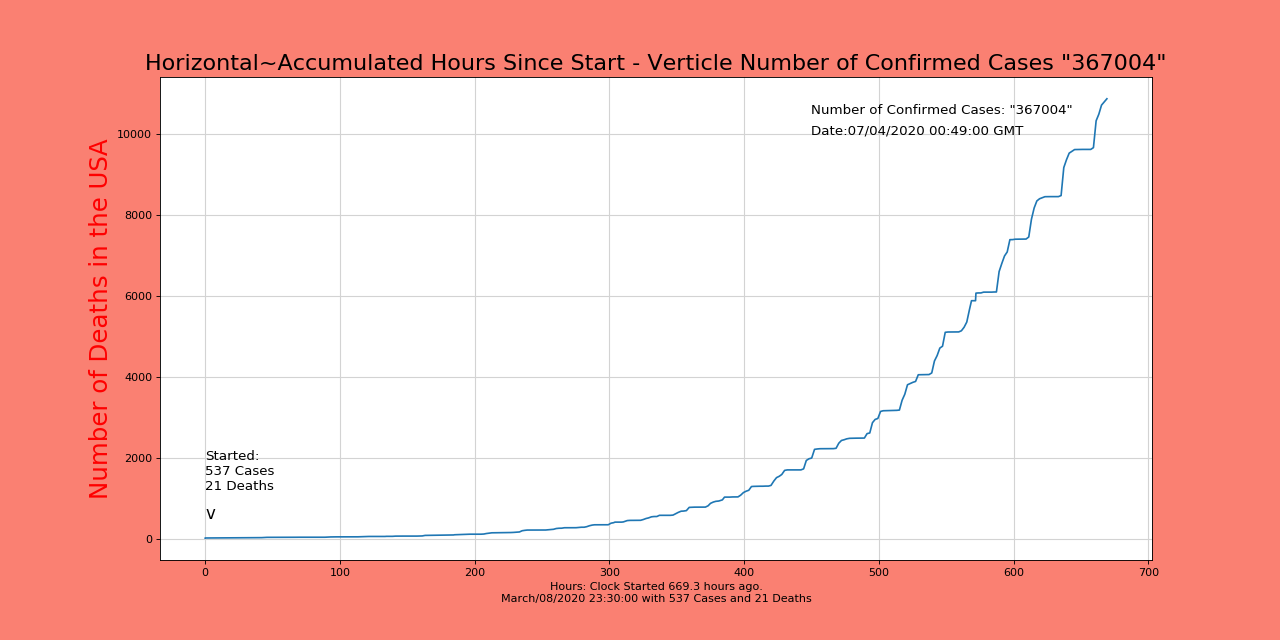 Horizontal~Accumulated Hours Since Start - Verticle Number of Confirmed Cases "367004"
Number of Confirmed Cases: "367004"
Date:07/04/2020 00:49:00 GMT
Number of Deaths in the USA
10000
8000
6000
4000
2000
0
Started:
537 Cases
21 Deaths
V
0 100 200 300 400 500 600 700
Hours: Clock Started 669.3 hours ago.
March/08/2020 23:30:00 with 537 Cases and 21 Deaths